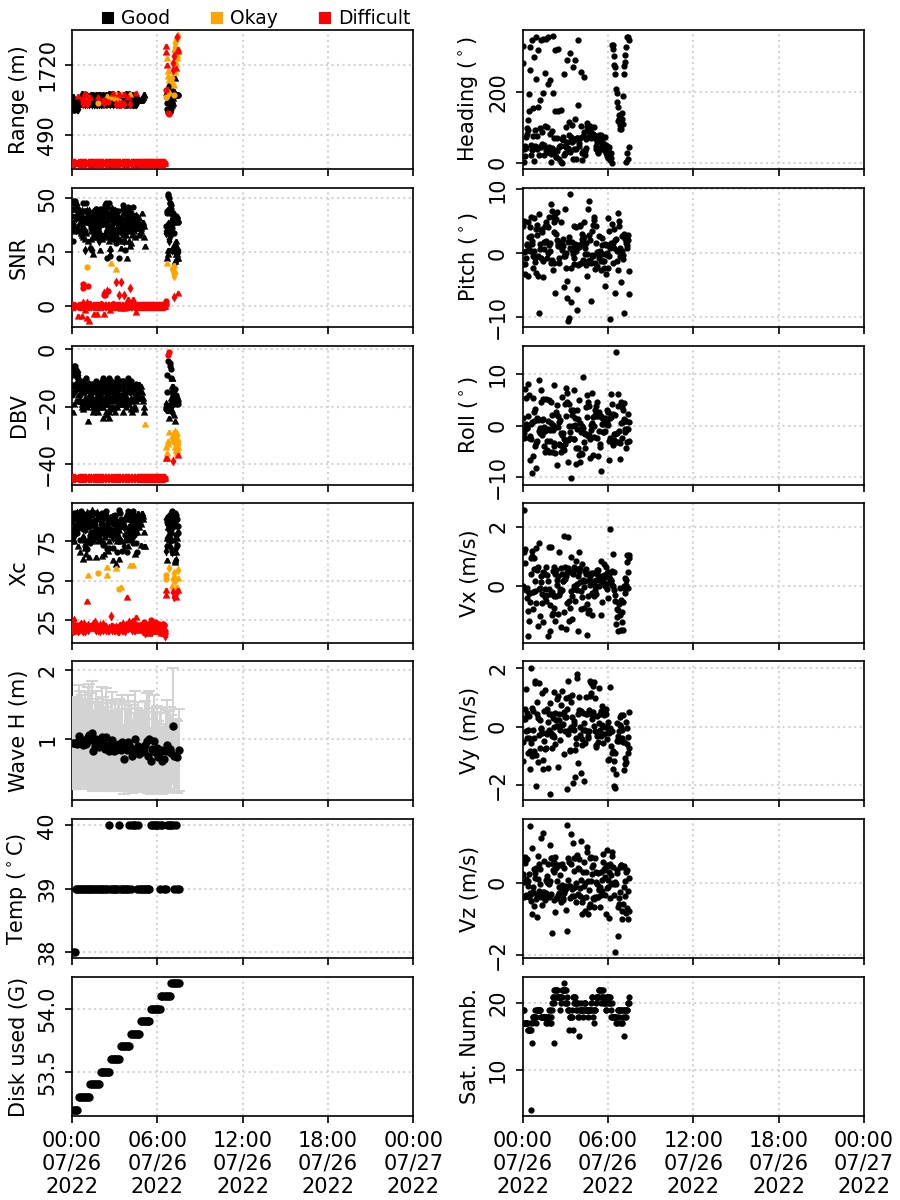 Good Okay Difficult
Range (m)
1720
490
Heading (°)
200
0
SNR
50
25
0
Pitch (°)
10
0
−10
DBV
0
−20
−40
Roll (°)
10
0
−10
Xc
75
50
25
Vx (m/s)
2
0
Wave H (m)
2
1
Vy (m/s)
2
0
−2
Temp (°C)
40
39
38
Vz (m/s)
0
−2
Disk used (G)
54.0
53.5
Sat. Numb.
20
10
00:00 06:00 12:00 18:00 00:00
07/26 07/26 07/26 07/26 07/27
2022 2022 2022 2022 2022
00:00 06:00 12:00 18:00 00:00
07/26 07/26 07/26 07/26 07/27
2022 2022 2022 2022 2022